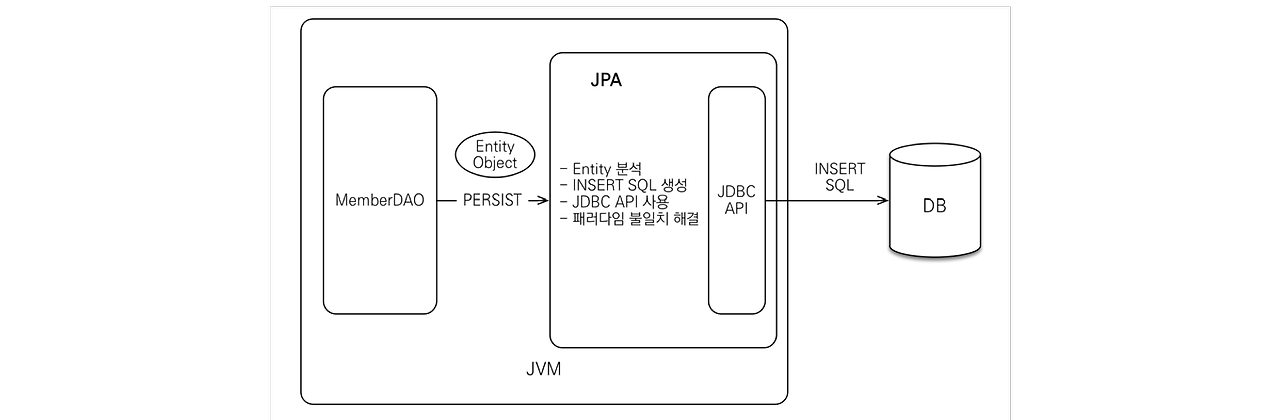 JPA
Entity
Object
MemberDAO
PERSIST
- Entity 분석
- INSERT SQL 생성
- JDBC API 사용
- 패러다임 불일치 해결
JDBC
API
INSERT
SQL
DB
JVM